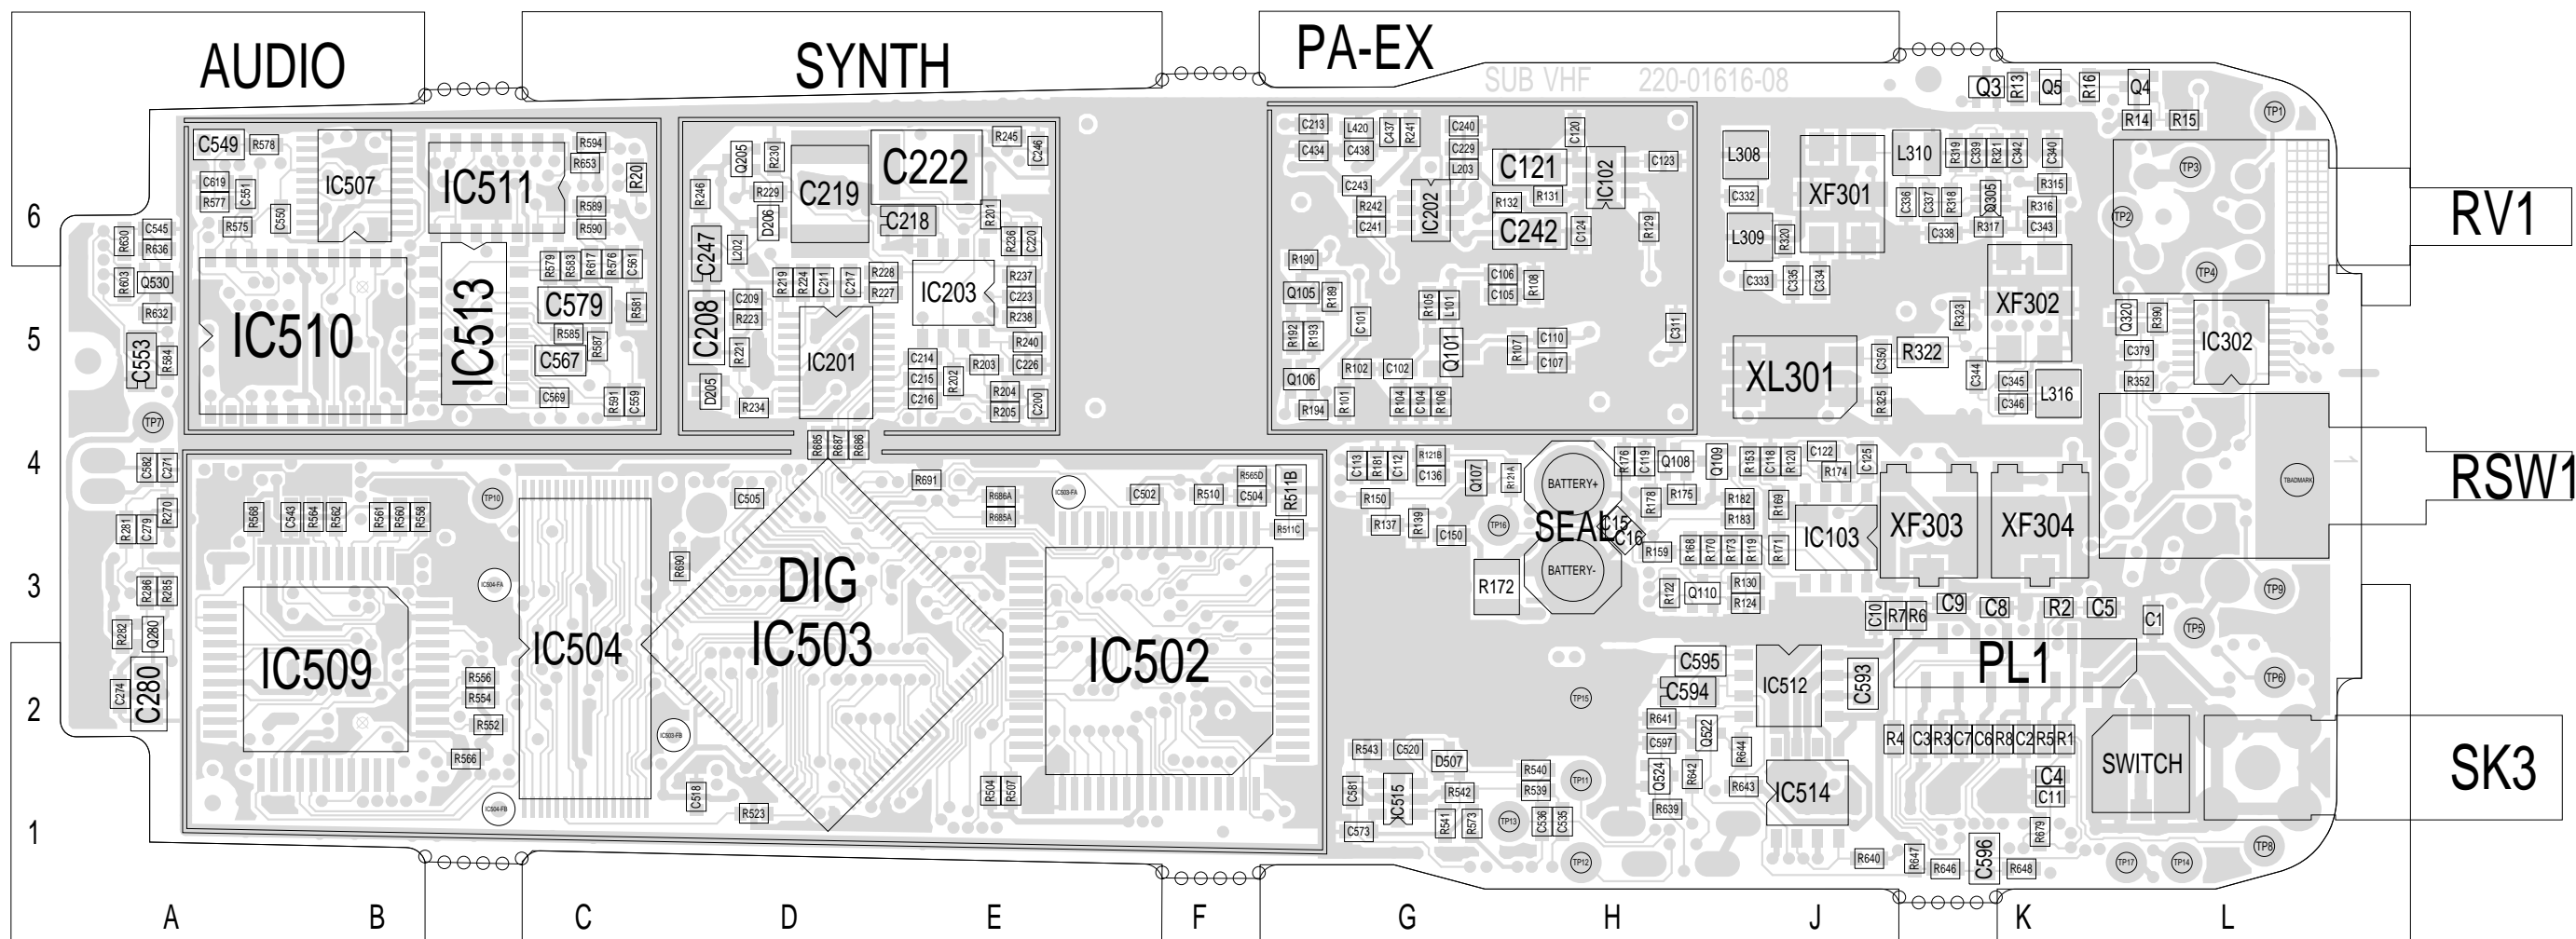 AUDIO SYNTH PA-EX
SUB VHF 220-01616-08
Q3 R13 Q5 R16 Q4
R14 R15 TP1
C549 R578 IC507 IC511 R594 R653 R20
C619 R577 C551 R575 C550 R589 R590
Q205 R230 C219 C222 R245 C246
R246 R229 D206 C218 R201 R236 C220
C247 L202
C213 L420 C437 R241 C240 C120
C434 C438 C229 L203 C121 IC102 C123
C243 R242 C241 IC202 R132 R131 C242 C124 R129
L308 XF301 L310 R319 C339 R321 C342 C340
C332 C336 C337 R318 Q305 R315 R316 C343
L309 R320 C338 R317
TP3 TP2 TP4 RV1
6 6
R630 C545 R636 R603 Q530 R632
R579 R583 R617 R576 C561
IC510 IC513 C579 R581 R585 R587 C567
C553 R584 C569 R591 C559
R219 R224 C211 C217 R228 R227 IC203 R237 C223 R238
C208 C209 R223 R221 IC201 R240 C226
C214 C215 C216 R202 R203 R204 R205 C200
D205 R234
R190 Q105 R189 R192 R193 C101 R105 L101 Q101
C106 C105 R108 R107 C110 C107 C311
Q106 R194 R102 C102 R101 R104 C104 R106
C333 C335 C334 XF302 R323
XL301 C350 R322 C344 C345 C346 L316 R325
Q320 R390 IC302 C379 R352
5
TP7
R685 R687 R686
4 C582 C271
R270 R281 C279
TP10 R568 C543 R564 R562 R561 R560 R558
C505 R691 R686A R685A IC503-FA C502 R510
R565D C504 R511B R511C
C113 R181 C112 R121B C136 Q107 R121A
R150 R137 R139 C150 TP16
BATTERY+ SEAL BATTERY-
R176 C119 Q108 Q109 R153 C118 R120 C122 R174 C125
R178 R175 R182 R183 R169 C15 C16
IC103 XF303 XF304
R159 R168 R170 R173 R119 R171
TBADMARK RSW1
1
3
R286 R285 IC504-FA R690
DIG
IC503
R172 R122 Q110 R130 R124
C10 R7 R6 C9 C8 R2 C5 C1 TP5 TP9
R282 Q280 IC509 IC504 IC502
C280 C274 R556 R554 R552 R566
2
C595 C594 IC512 C593 PL1 TP6
TP15 R641 C597 Q522 R644
IC503-FB
R543 C520 D507 R540 R539 TP11 Q524 R642 R643 IC514 R639
R4 C3 R3 C7 C6 R8 C2 R5 R1
C4 C11 SWITCH SK3
C518 R523 R504 R507 IC504-FB
C581 IC515 R542 R541 R573 C573 TP13 C536 C535
R679
1
TP12 R640 R647 R646 C596 R648 TP17 TP14 TP8
A B C D E F G H J K L